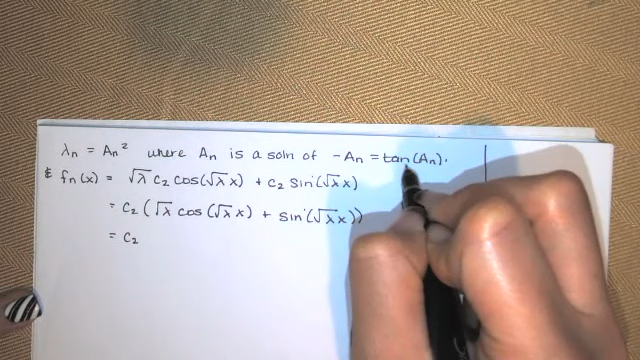 λn = An² where An is a soln of -An = tan(An).
& fn(x) = √λ c₂ cos(√λ x) + c₂ sin(√λ x)
= c₂ (√λ cos(√λ x) + sin(√λ x))
= c₂